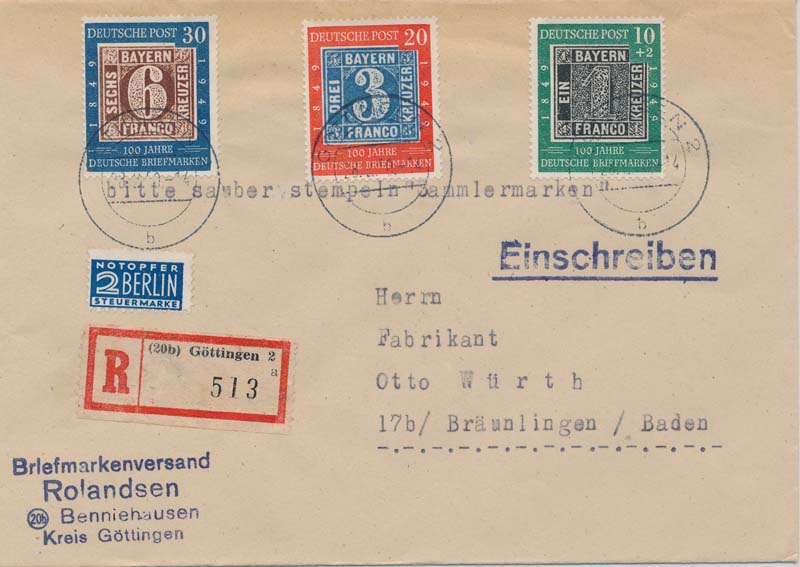 DEUTSCHE POST 30
1849
1949
BAYERN
SECHS
6
KREUZER
FRANCO
100 JAHRE
DEUTSCHE BRIEFMARKEN
DEUTSCHE POST 20
1849
1949
BAYERN
DREI
3
KREUZER
FRANCO
100 JAHRE
DEUTSCHE BRIEFMARKEN
DEUTSCHE POST 10
+2
1849
1949
BAYERN
EIN
1
KREUZER
FRANCO
100 JAHRE
DEUTSCHE BRIEFMARKEN
b
b
N 2
b
bitte sauber stempeln "Sammlermarken"
Einschreiben
NOTOPFER
2 BERLIN
STEUERMARKE
R
(20b) Göttingen 2
a
513
Herrn
Fabrikant
Otto Würth
17b/ Bräunlingen / Baden
Briefmarkenversand
Rolandsen
20b Benniehausen
Kreis Göttingen